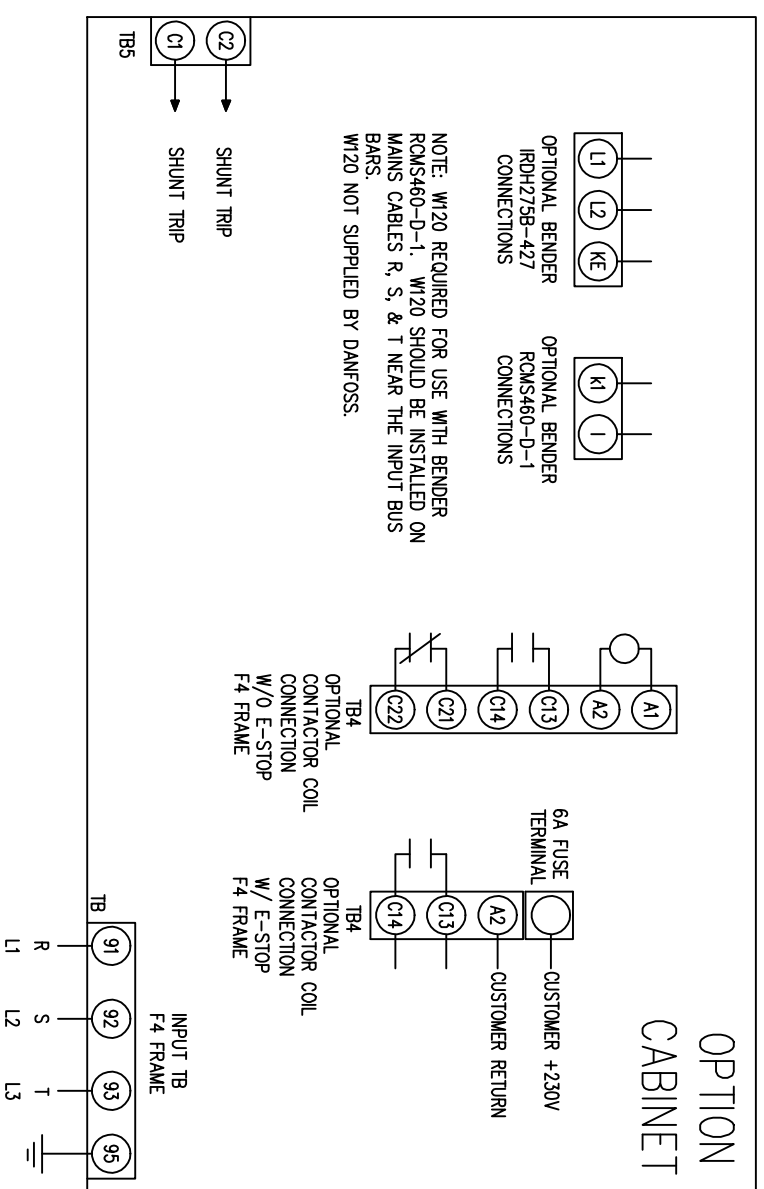 OPTION
CABINET
A1
A2
C13
C14
C21
C22
TB4
OPTIONAL
CONTACTOR COIL
CONNECTION
W/O E-STOP
F4 FRAME
6A FUSE
TERMINAL
CUSTOMER +230V
A2
CUSTOMER RETURN
C13
C14
TB4
OPTIONAL
CONTACTOR COIL
CONNECTION
W/ E-STOP
F4 FRAME
L1
L2
KE
OPTIONAL BENDER
IRDH275B-427
CONNECTIONS
k1
l
OPTIONAL BENDER
RCMS460-D-1
CONNECTIONS
NOTE: W120 REQUIRED FOR USE WITH BENDER
RCMS460-D-1. W120 SHOULD BE INSTALLED ON
MAINS CABLES R, S, & T NEAR THE INPUT BUS
BARS.
W120 NOT SUPPLIED BY DANFOSS.
C2
SHUNT TRIP
C1
SHUNT TRIP
TB5
INPUT TB
F4 FRAME
TB
91
92
93
95
R
S
T
L1
L2
L3